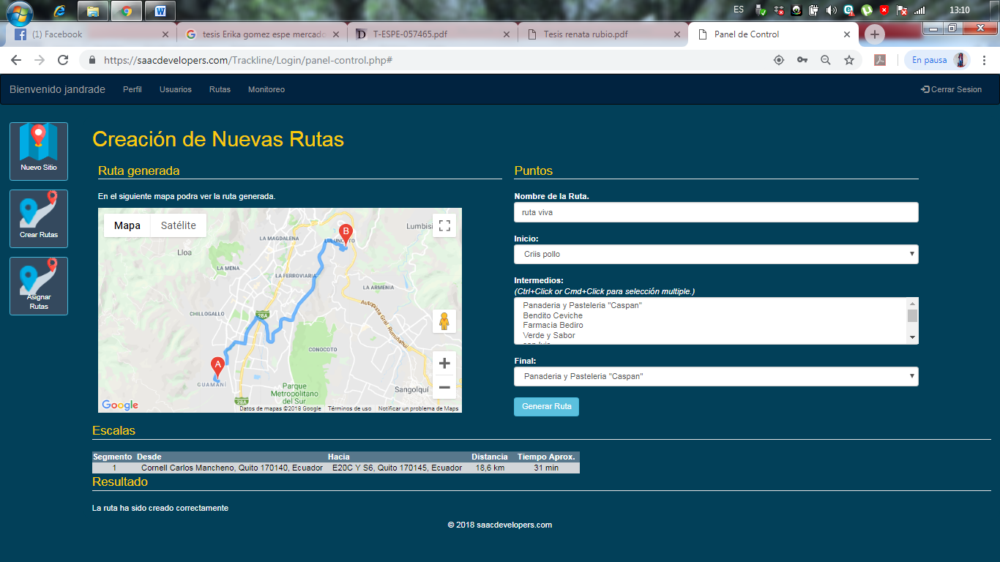 ES
13:10
(1) Facebook
tesis Erika gomez espe mercado
T-ESPE-057465.pdf
Tesis renata rubio.pdf
Panel de Control
https://saacdevelopers.com/Trackline/Login/panel-control.php#
En pausa
Bienvenido jandrade
Perfil
Usuarios
Rutas
Monitoreo
Cerrar Sesion
Nuevo Sitio
Crear Rutas
Asignar
Rutas
Creación de Nuevas Rutas
Ruta generada
En el siguiente mapa podra ver la ruta generada.
Mapa
Satélite
Lumbisí
LA MAGDALENA
Lloa
LA MENA
LA FERROVIARIA
LA ARMENIA
Autopista Gral. Rumiñahui
CHILLOGALLO
28A
CONOCOTO
A
B
GUAMANÍ
28A
Parque
Metropolitano
del Sur
Sangolquí
Google
Datos de mapas ©2018 Google
Términos de uso
Notificar un problema de Maps
Puntos
Nombre de la Ruta.
ruta viva
Inicio:
Criis pollo
Intermedios:
(Ctrl+Click or Cmd+Click para selección multiple.)
Panaderia y Pasteleria "Caspan"
Bendito Ceviche
Farmacia Bediro
Verde y Sabor
Final:
Panaderia y Pasteleria "Caspan"
Generar Ruta
Escalas
Segmento Desde Hacia Distancia Tiempo Aprox.
1 Cornell Carlos Mancheno, Quito 170140, Ecuador E20C Y S6, Quito 170145, Ecuador 18,6 km 31 min
Resultado
La ruta ha sido creado correctamente
© 2018 saacdevelopers.com